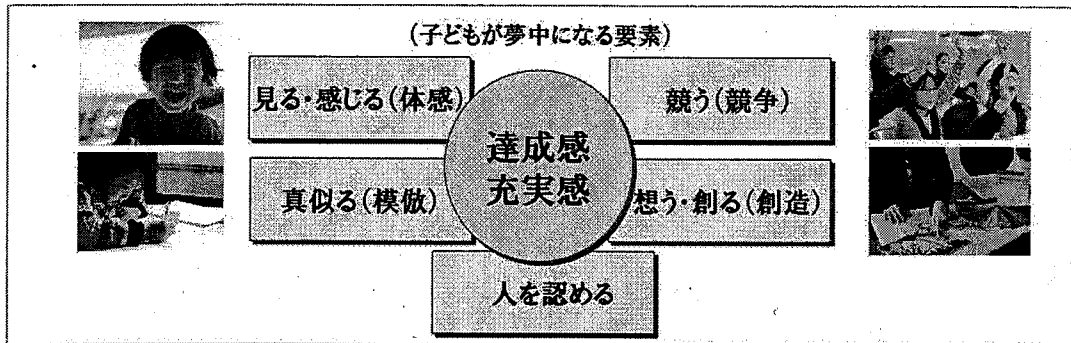 (子どもが夢中になる要素)
見る・感じる(体感)
競う(競争)
達成感
充実感
真似る(模倣)
想う・創る(創造)
人を認める